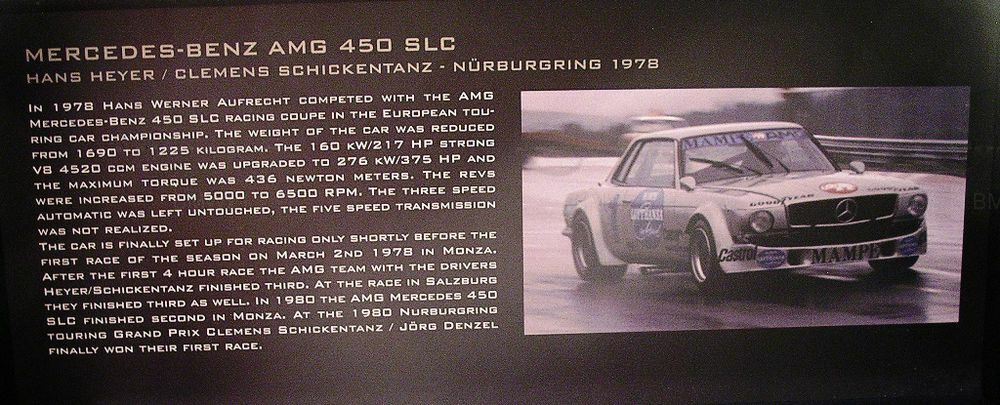 MERCEDES-BENZ AMG 450 SLC
HANS HEYER / CLEMENS SCHICKENTANZ - NÜRBURGRING 1978
IN 1978 HANS WERNER AUFRECHT COMPETED WITH THE AMG
MERCEDES-BENZ 450 SLC RACING COUPE IN THE EUROPEAN TOU-
RING CAR CHAMPIONSHIP. THE WEIGHT OF THE CAR WAS REDUCED
FROM 1690 TO 1225 KILOGRAM. THE 160 KW/217 HP STRONG
V8 4520 CCM ENGINE WAS UPGRADED TO 276 KW/375 HP AND
THE MAXIMUM TORQUE WAS 436 NEWTON METERS. THE REVS
WERE INCREASED FROM 5000 TO 6500 RPM. THE THREE SPEED
AUTOMATIC WAS LEFT UNTOUCHED, THE FIVE SPEED TRANSMISSION
WAS NOT REALIZED.
THE CAR IS FINALLY SET UP FOR RACING ONLY SHORTLY BEFORE THE
FIRST RACE OF THE SEASON ON MARCH 2ND 1978 IN MONZA.
AFTER THE FIRST 4 HOUR RACE THE AMG TEAM WITH THE DRIVERS
HEYER/SCHICKENTANZ FINISHED THIRD. AT THE RACE IN SALZBURG
THEY FINISHED THIRD AS WELL. IN 1980 THE AMG MERCEDES 450
SLC FINISHED SECOND IN MONZA. AT THE 1980 NURBURGRING
TOURING GRAND PRIX CLEMENS SCHICKENTANZ / JÖRG DENZEL
FINALLY WON THEIR FIRST RACE.
MAMPE AMG
LUFTHANSA
GOODYEAR
Castrol
MAMPE
BM